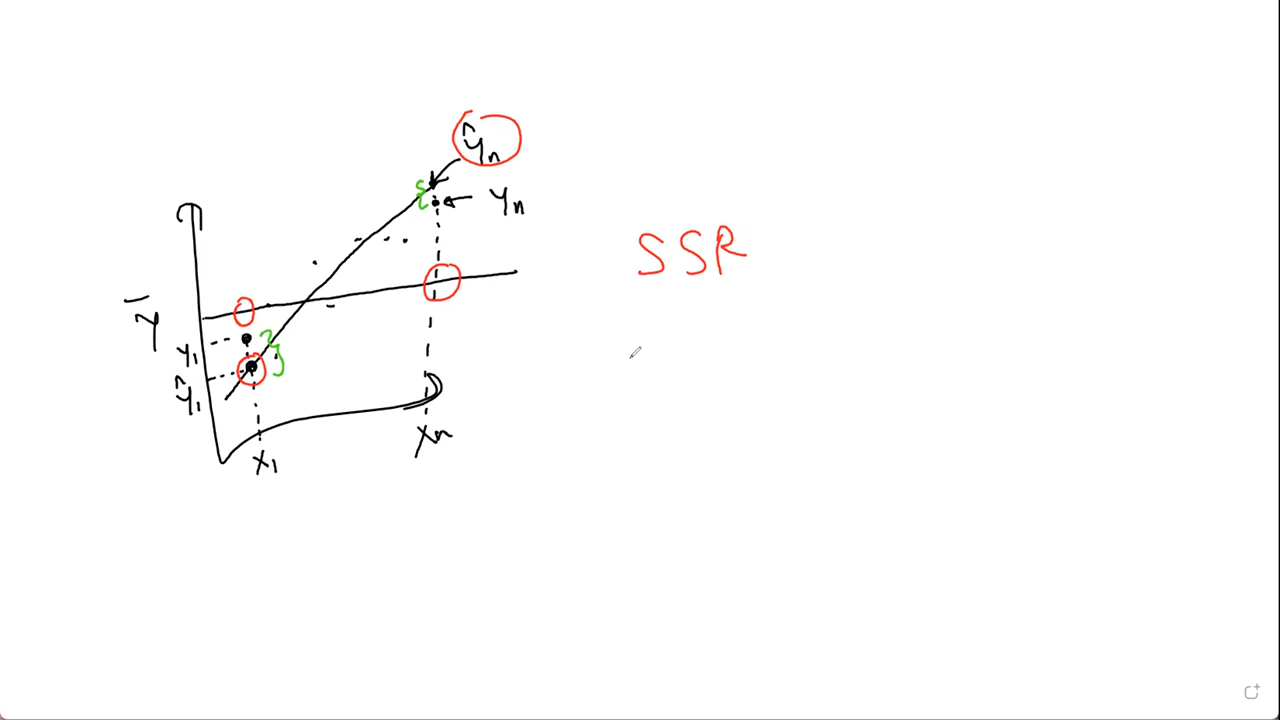 ŷₙ
yₙ
SSR
ȳ
y₁
ŷ₁
x₁
xₙ